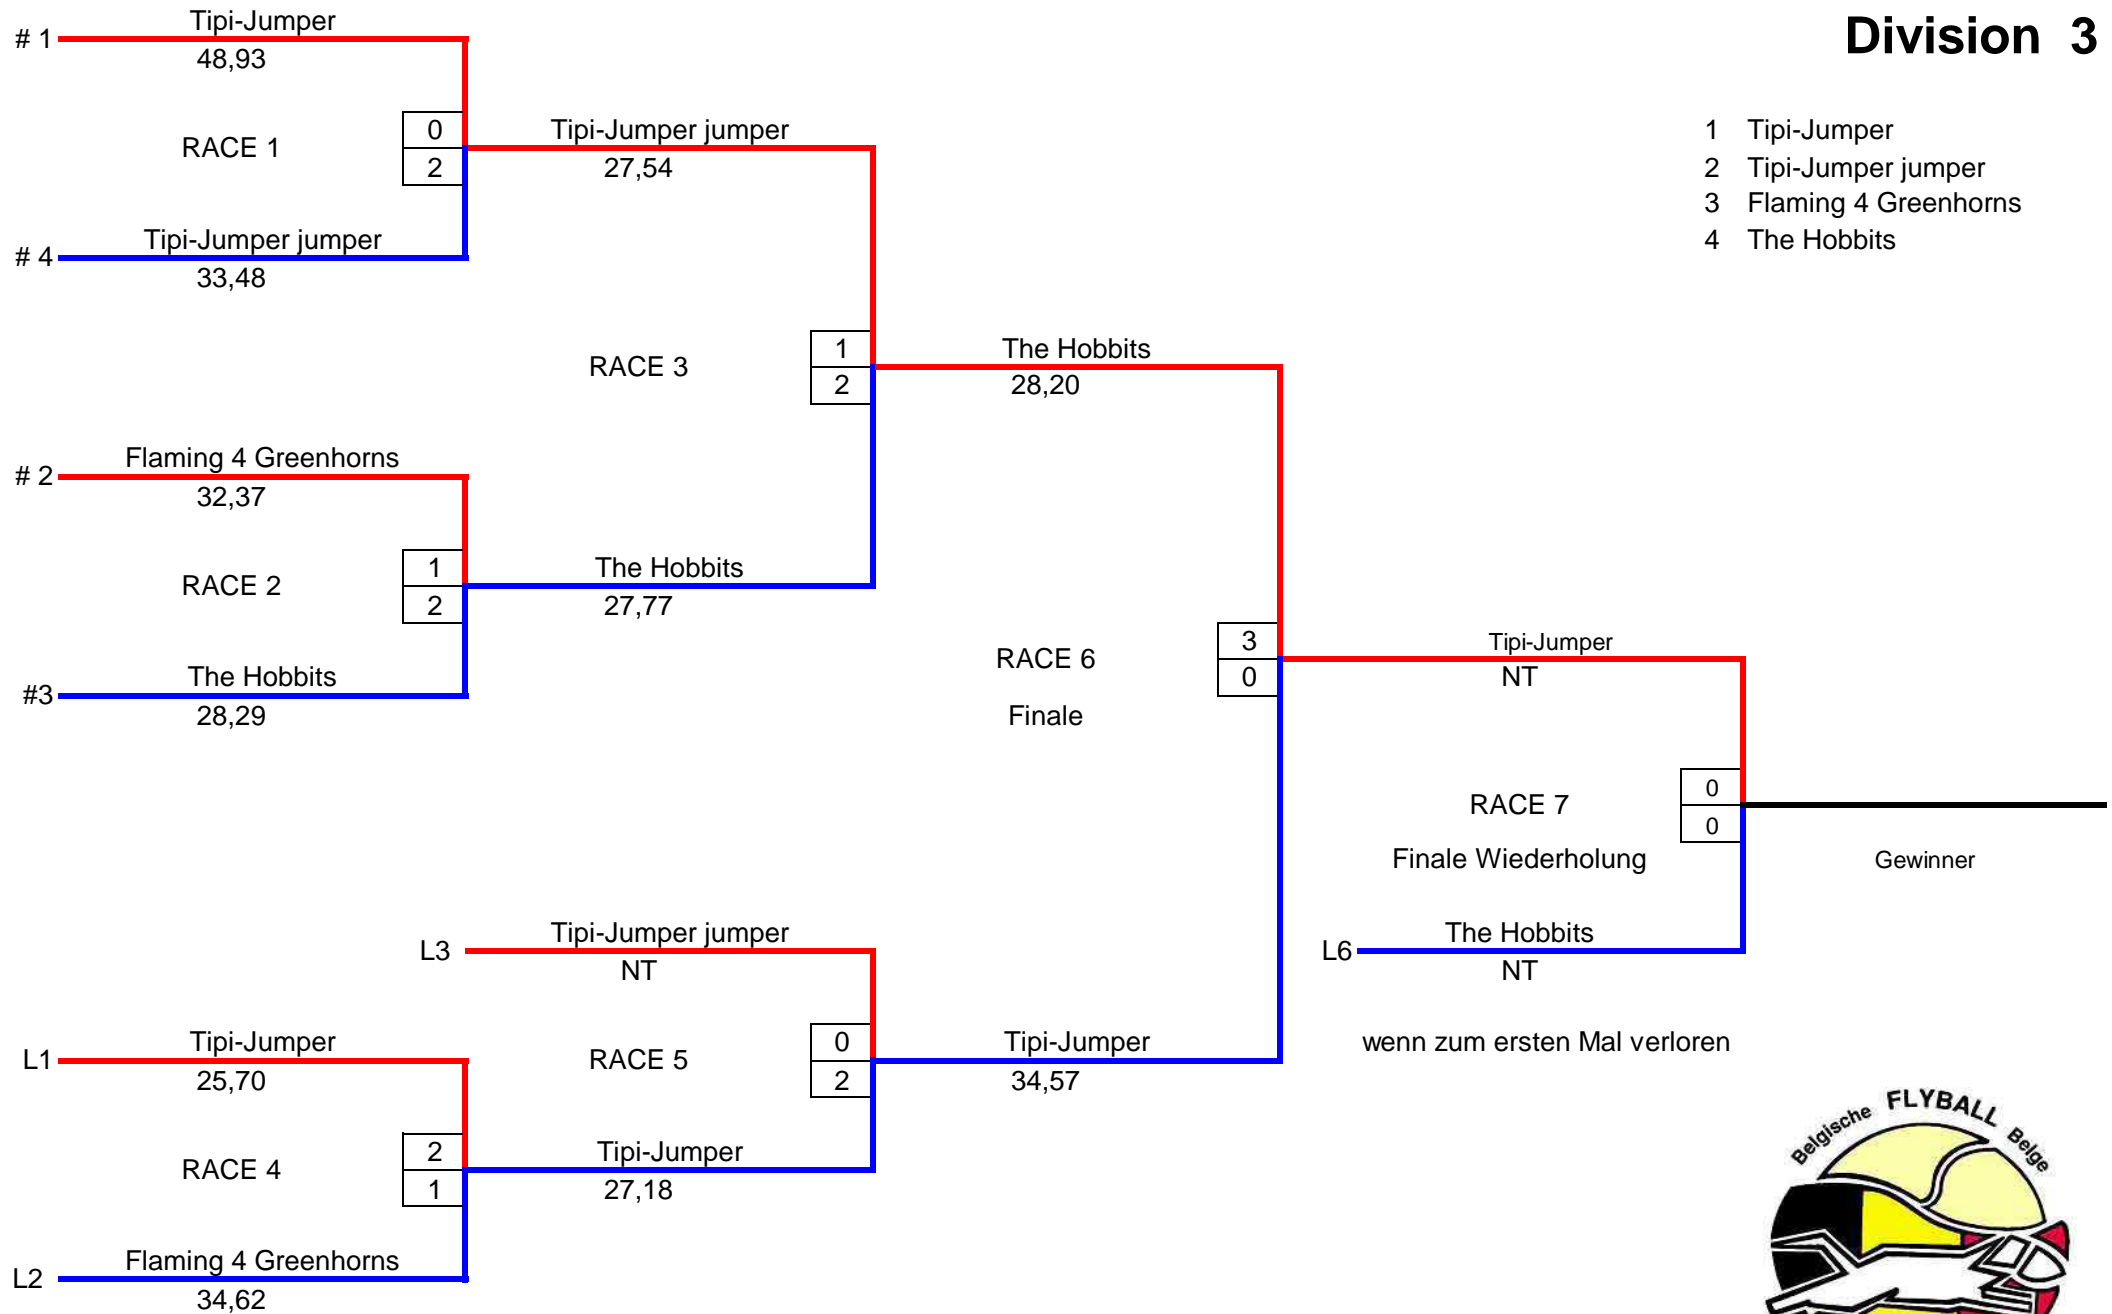 Division 3
1 Tipi-Jumper
2 Tipi-Jumper jumper
3 Flaming 4 Greenhorns
4 The Hobbits
# 1
Tipi-Jumper
48,93
RACE 1
0
2
# 4
Tipi-Jumper jumper
33,48
Tipi-Jumper jumper
27,54
RACE 3
1
2
# 2
Flaming 4 Greenhorns
32,37
RACE 2
1
2
#3
The Hobbits
28,29
The Hobbits
27,77
The Hobbits
28,20
RACE 6
Finale
3
0
Tipi-Jumper
NT
RACE 7
Finale Wiederholung
0
0
Gewinner
L6
The Hobbits
NT
wenn zum ersten Mal verloren
L3
Tipi-Jumper jumper
NT
RACE 5
0
2
Tipi-Jumper
34,57
L1
Tipi-Jumper
25,70
RACE 4
2
1
Tipi-Jumper
27,18
L2
Flaming 4 Greenhorns
34,62
Belgische FLYBALL Belge